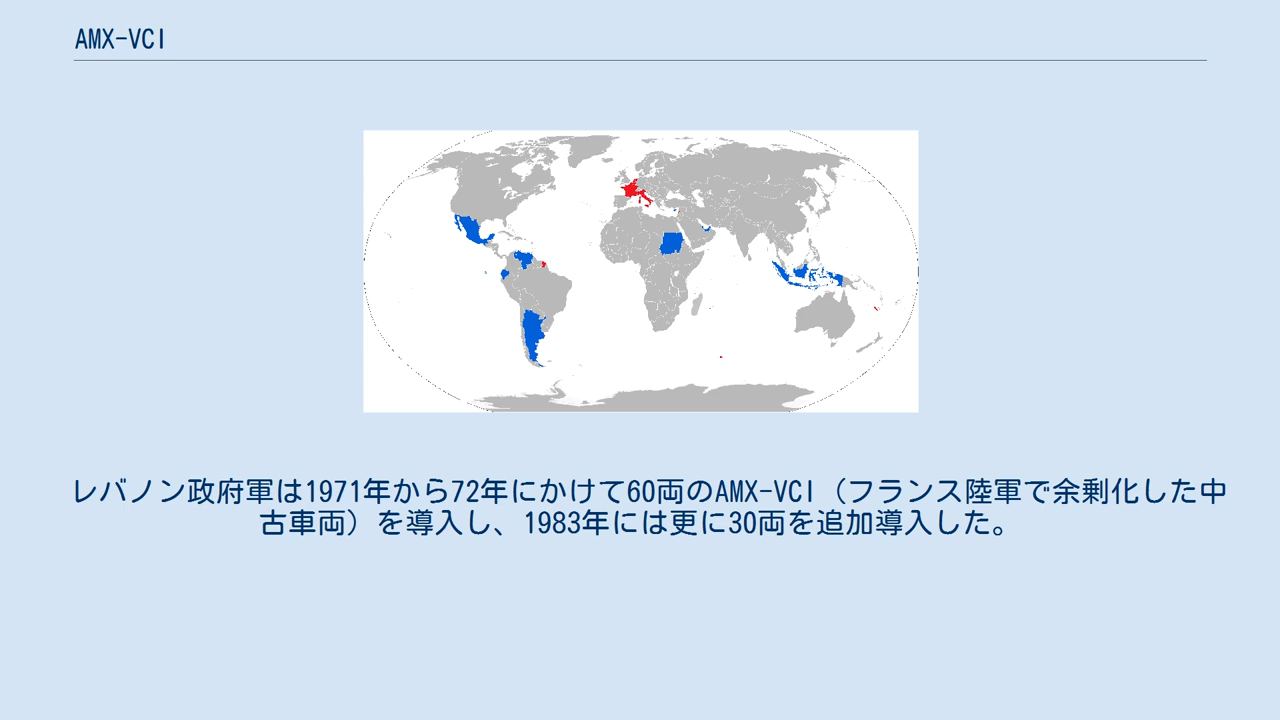 AMX-VCI
レバノン政府軍は1971年から72年にかけて60両のAMX-VCI（フランス陸軍で余剰化した中
古車両）を導入し、1983年には更に30両を追加導入した。